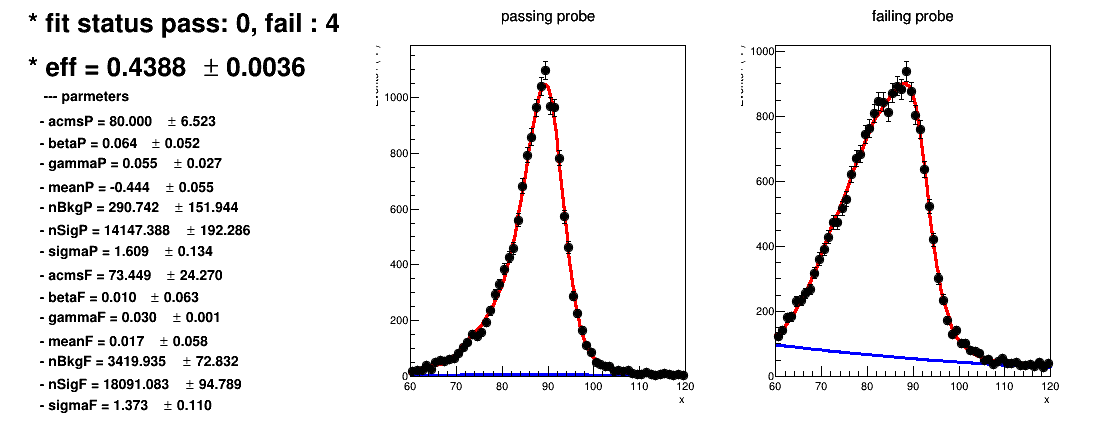 * fit status pass: 0, fail : 4
* eff = 0.4388 ± 0.0036
--- parmeters
- acmsP = 80.000 ± 6.523
- betaP = 0.064 ± 0.052
- gammaP = 0.055 ± 0.027
- meanP = -0.444 ± 0.055
- nBkgP = 290.742 ± 151.944
- nSigP = 14147.388 ± 192.286
- sigmaP = 1.609 ± 0.134
- acmsF = 73.449 ± 24.270
- betaF = 0.010 ± 0.063
- gammaF = 0.030 ± 0.001
- meanF = 0.017 ± 0.058
- nBkgF = 3419.935 ± 72.832
- nSigF = 18091.083 ± 94.789
- sigmaF = 1.373 ± 0.110
passing probe
1000
800
600
400
200
0
60 70 80 90 100 110 120
x
failing probe
1000
800
600
400
200
0
60 70 80 90 100 110 120
x